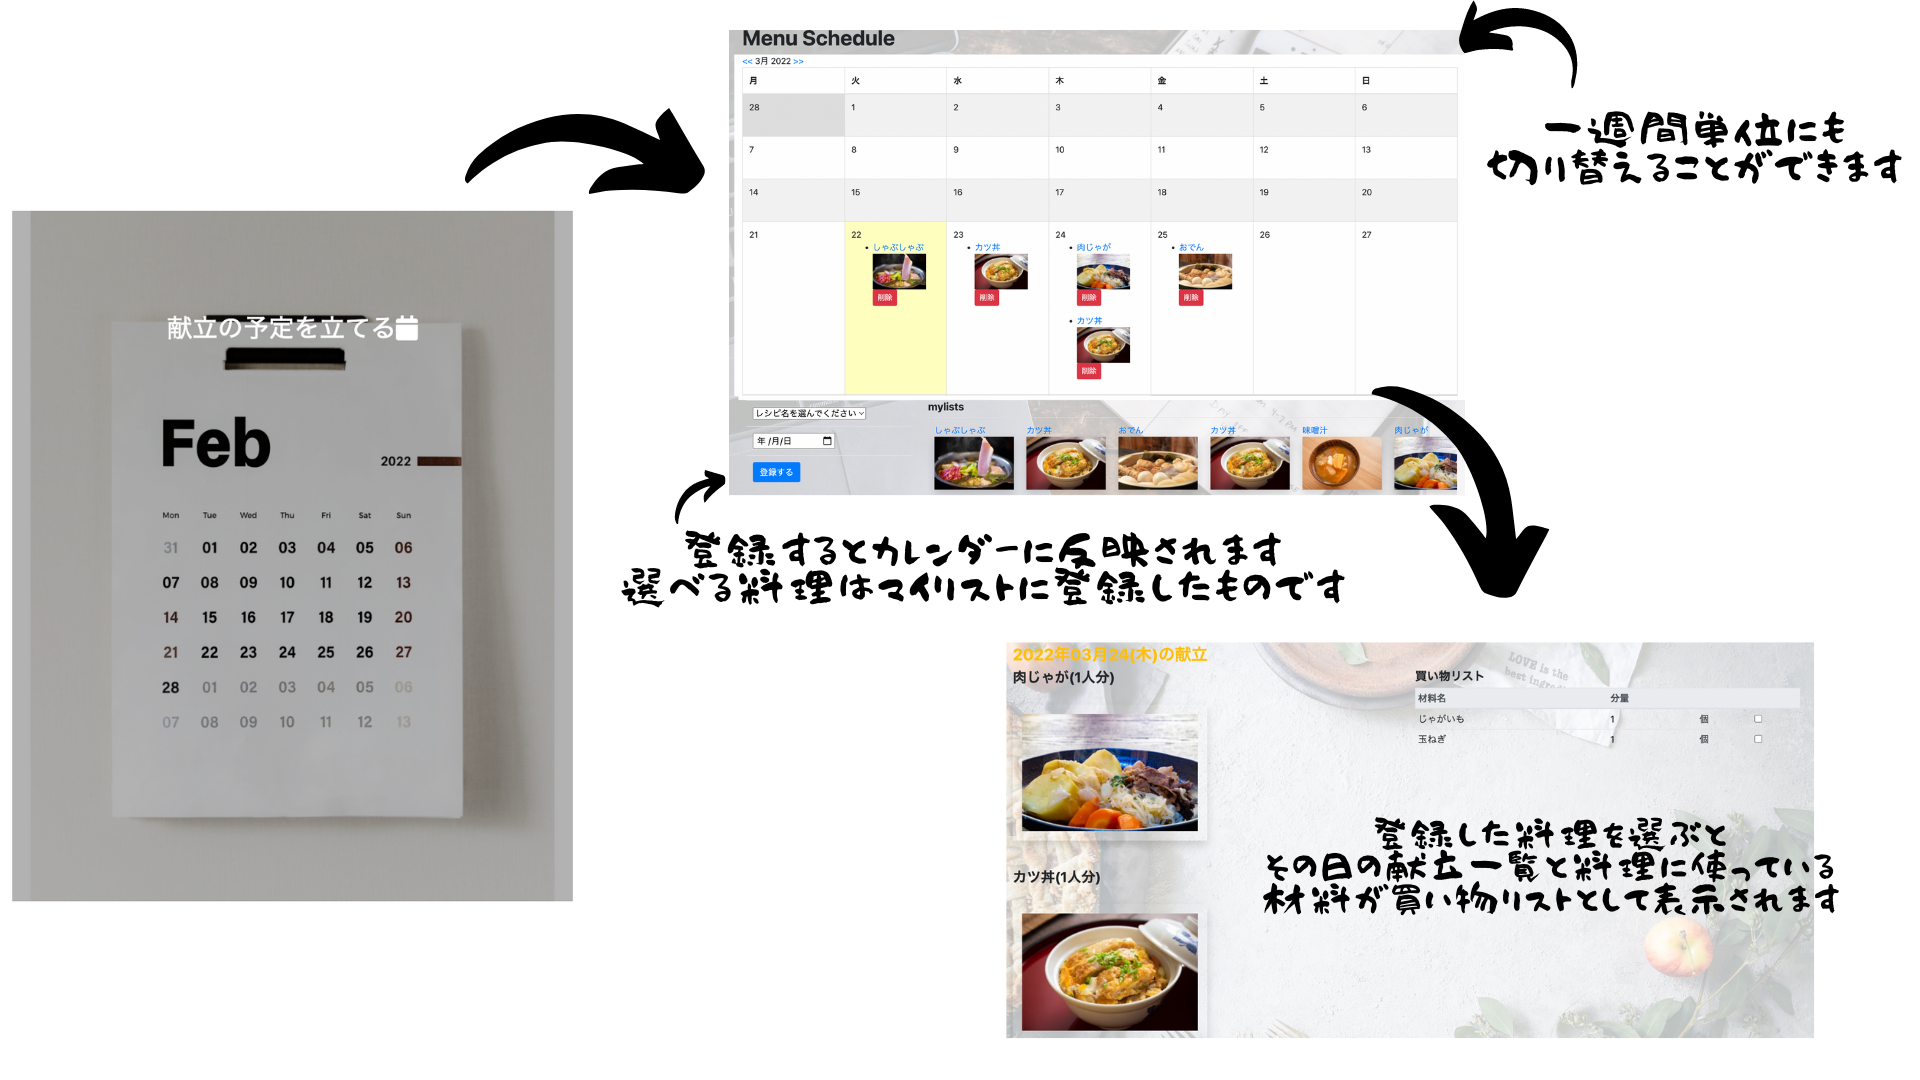 献立の予定を立てる
Feb
2022
Mon Tue Wed Thu Fri Sat Sun
31 01 02 03 04 05 06
07 08 09 10 11 12 13
14 15 16 17 18 19 20
21 22 23 24 25 26 27
28 01 02 03 04 05 06
07 08 09 10 11 12 13
Menu Schedule
<< 3月 2022 >>
月 火 水 木 金 土 日
28 1 2 3 4 5 6
7 8 9 10 11 12 13
14 15 16 17 18 19 20
21 22 23 24 25 26 27
しゃぶしゃぶ カツ丼 肉じゃが おでん
削除 削除 削除 削除
カツ丼
削除
レシピ名を選んでください
年 /月/日
登録する
mylists
しゃぶしゃぶ カツ丼 おでん カツ丼 味噌汁 肉じゃが
一週間単位にも
切り替えることができます
登録するとカレンダーに反映されます
選べる料理はマイリストに登録したものです
2022年03月24(木)の献立
肉じゃが(1人分)
カツ丼(1人分)
買い物リスト
材料名 分量
じゃがいも 1 個
玉ねぎ 1 個
LOVE is the
登録した料理を選ぶと
その日の献立一覧と料理に使っている
材料が買い物リストとして表示されます